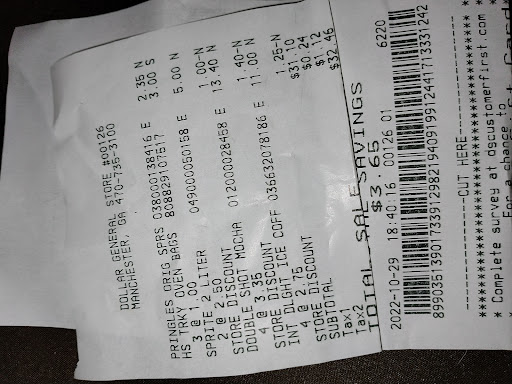 DOLLAR GENERAL STORE #00126
MANCHESTER, GA 470-735-3100
PRINGLES ORIG SPRS 038000138416 E 2.35 N
HS TRKY OVEN BAGS 808829107517 3.00 S
3 @ 1.00
SPRITE 2 LITER 049000050158 E 5.00 N
2 @ 2.50
STORE DISCOUNT 1.00-N
DOUBLE SHOT MOCHA 012000028458 E 13.40 N
4 @ 3.35
STORE DISCOUNT 1.40-N
INT DLGHT ICE COFF 036632078186 E 11.00 N
4 @ 2.75
STORE DISCOUNT 1.25-N
SUBTOTAL $31.10
Tax1 $0.24
Tax2 $1.12
$32.46
TOTAL SALE SAVINGS
$3.65
2022-10-29 18:40:16 00126 01 6220
CUT HERE
* Complete survey at dgcustomerfirst.com *
For a chance to